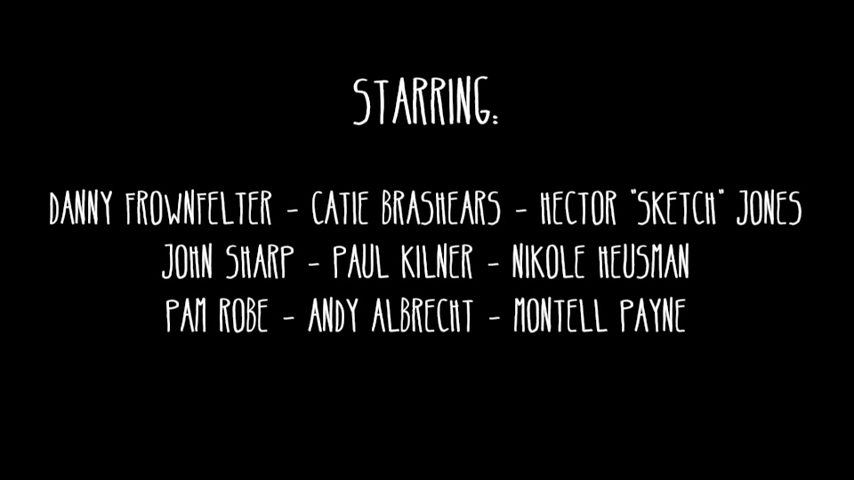 STARRING:
DANNY FROWNFELTER - CATIE BRASHEARS - HECTOR "SKETCH" JONES
JOHN SHARP - PAUL KILNER - NIKOLE HEUSMAN
PAM ROBE - ANDY ALBRECHT - MONTELL PAYNE